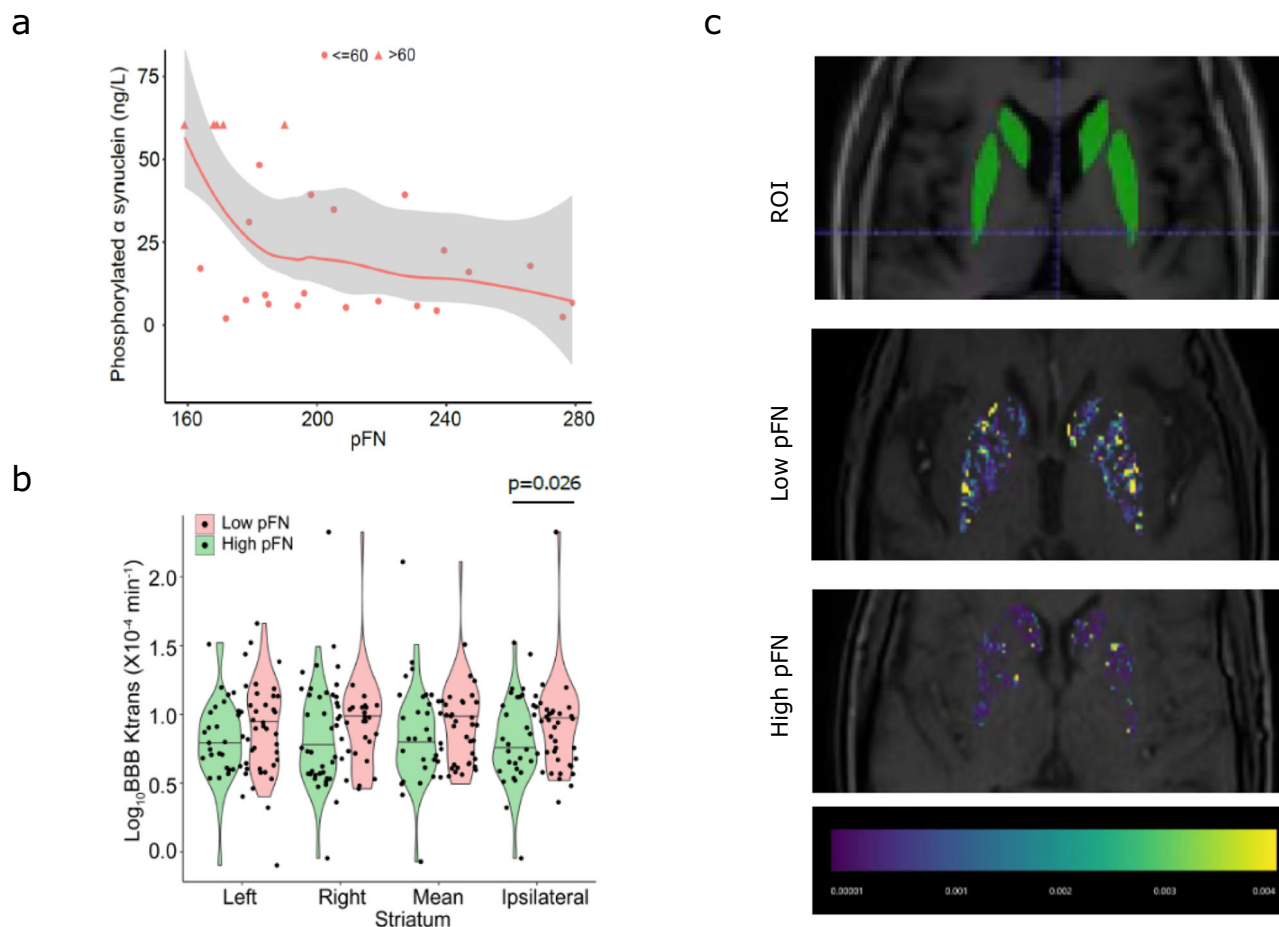 a
<=60 >60
Phosphorylated α synuclein (ng/L)
75
50
25
0
160 200 240 280
pFN
b
p=0.026
Low pFN
High pFN
Log10BBB Ktrans (X10⁻⁴ min⁻¹)
2.0
1.5
1.0
0.5
0.0
Left Right Mean Ipsilateral
Striatum
c
ROI
Low pFN
High pFN
0.00001 0.001 0.002 0.003 0.004